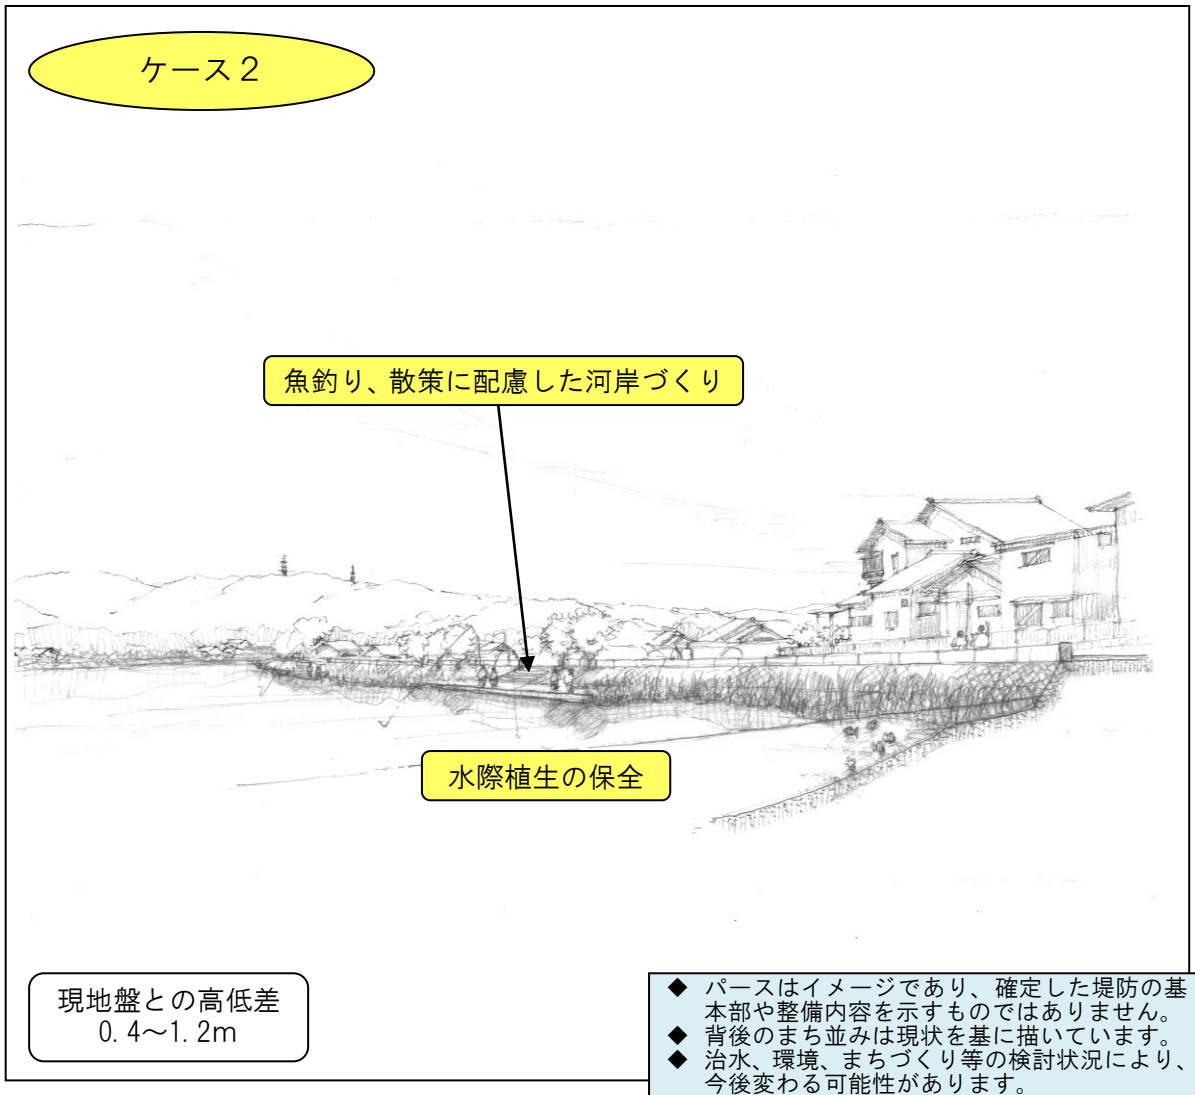 ケース２
魚釣り、散策に配慮した河岸づくり
水際植生の保全
現地盤との高低差
0.4～1.2m
◆ パースはイメージであり、確定した堤防の基
本部や整備内容を示すものではありません。
◆ 背後のまち並みは現状を基に描いています。
◆ 治水、環境、まちづくり等の検討状況により、
今後変わる可能性があります。